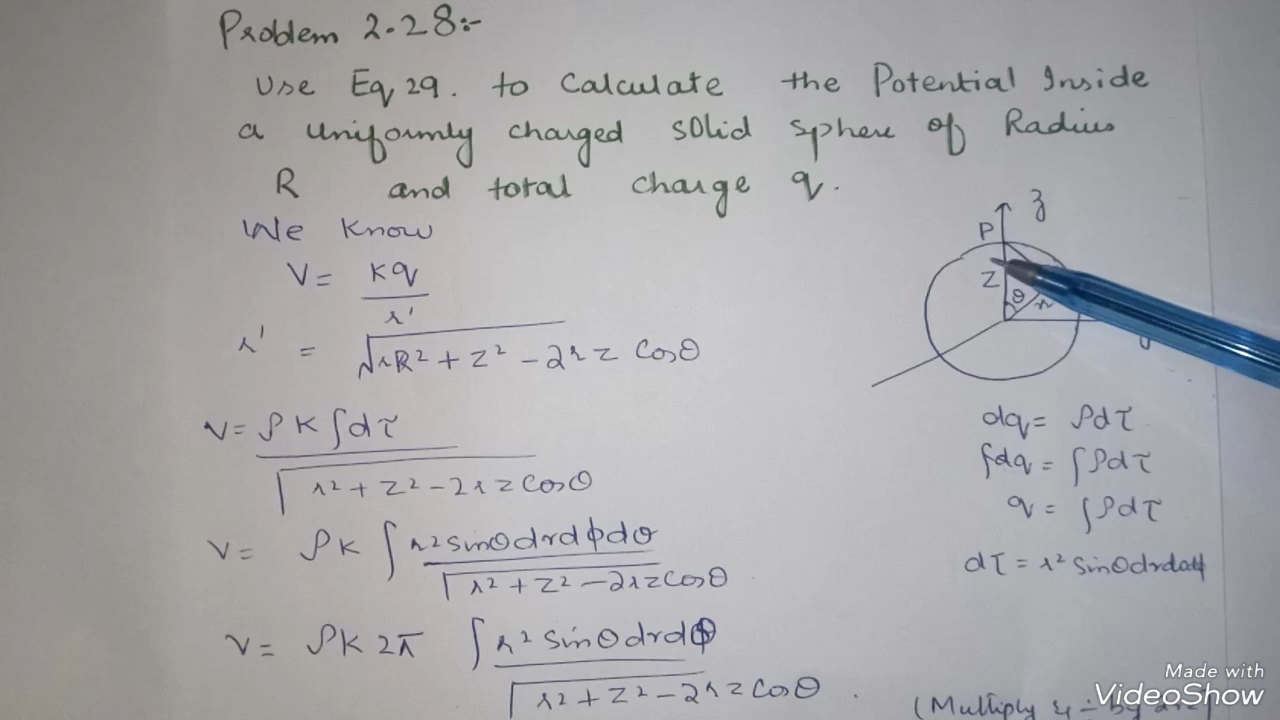 Problem 2.28:-
Use Eq 29. to Calculate the Potential Inside
a uniformly charged solid sphere of Radius
R and total charge q.
We know
V= Kq
r'
r' = √rR² + z² - 2rz Cosθ
V= ρK∫dτ
√r² + z² - 2rz Cosθ
V= ρK ∫ r² sinθ dr dϕ dθ
√r² + z² - 2rz Cosθ
V= ρK 2π ∫ r² sinθ dr dϕ
√r² + z² - 2rz Cosθ .
z
P
Z
θ
r
dq = ρdτ
∫dq = ∫ρdτ
q = ∫ρdτ
dτ = r² sinθ dr
(Multiply & ÷ by
Made with
VideoShow